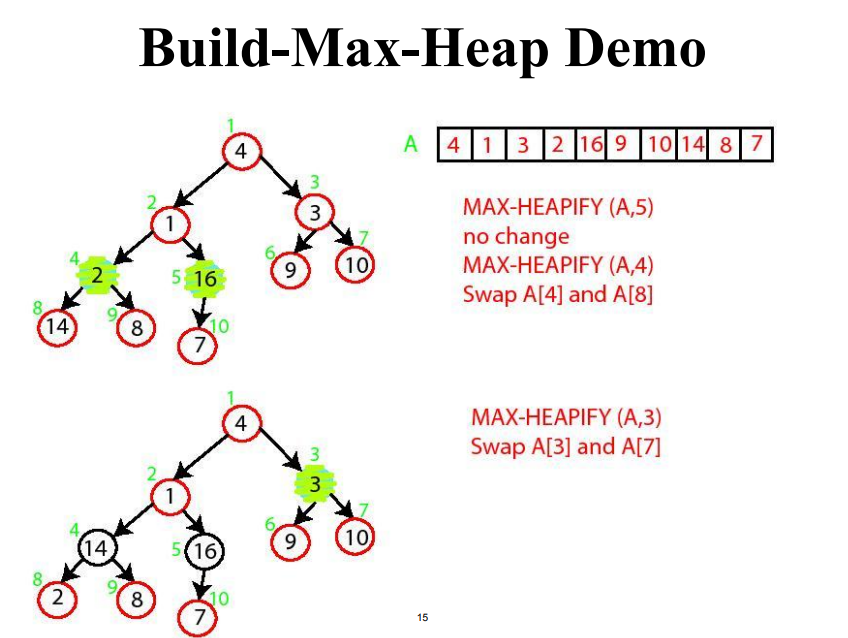 Build-Max-Heap Demo
A 4 1 3 2 16 9 10 14 8 7
MAX-HEAPIFY (A,5)
no change
MAX-HEAPIFY (A,4)
Swap A[4] and A[8]
1
4
2 3
1 3
4 5 6 7
2 16 9 10
8 9 10
14 8 7
MAX-HEAPIFY (A,3)
Swap A[3] and A[7]
1
4
2 3
1 3
4 5 6 7
14 16 9 10
8 9 10
2 8 7
15